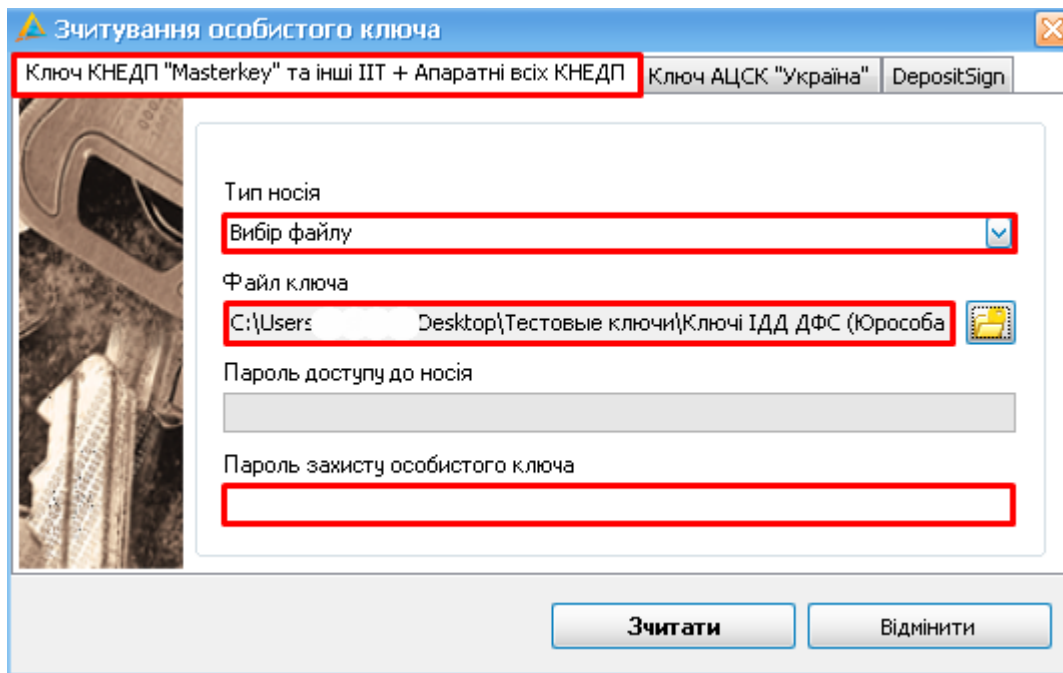 Зчитування особистого ключа
Ключ КНЕДП "Masterkey" та інші ІІТ + Апаратні всіх КНЕДП
Ключ АЦСК "Україна"
DepositSign
Тип носія
Вибір файлу
Файл ключа
C:\Users Desktop\Тестовые ключи\Ключі ІДД ДФС (Юрособа
Пароль доступу до носія
Пароль захисту особистого ключа
Зчитати
Відмінити